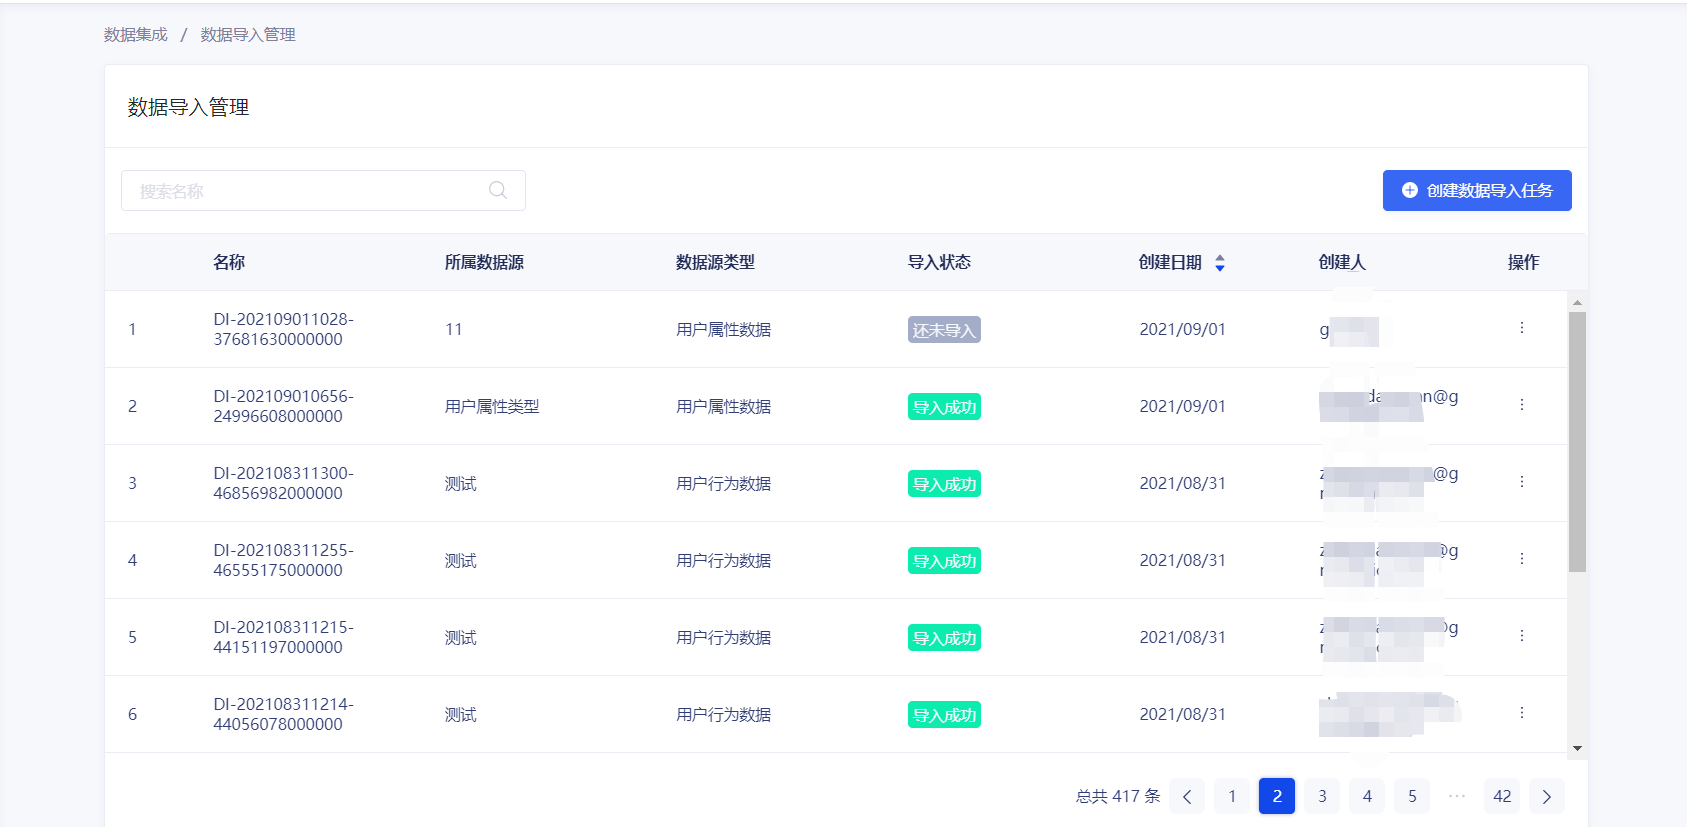 数据集成 / 数据导入管理
数据导入管理
搜索名称
创建数据导入任务
名称 所属数据源 数据源类型 导入状态 创建日期 创建人 操作
1 DI-202109011028-37681630000000 11 用户属性数据 还未导入 2021/09/01 g
2 DI-202109010656-24996608000000 用户属性类型 用户属性数据 导入成功 2021/09/01 @g
3 DI-202108311300-46856982000000 测试 用户行为数据 导入成功 2021/08/31 @g
4 DI-202108311255-46555175000000 测试 用户行为数据 导入成功 2021/08/31 @g
5 DI-202108311215-44151197000000 测试 用户行为数据 导入成功 2021/08/31 @g
6 DI-202108311214-44056078000000 测试 用户行为数据 导入成功 2021/08/31
总共 417 条 1 2 3 4 5 ··· 42